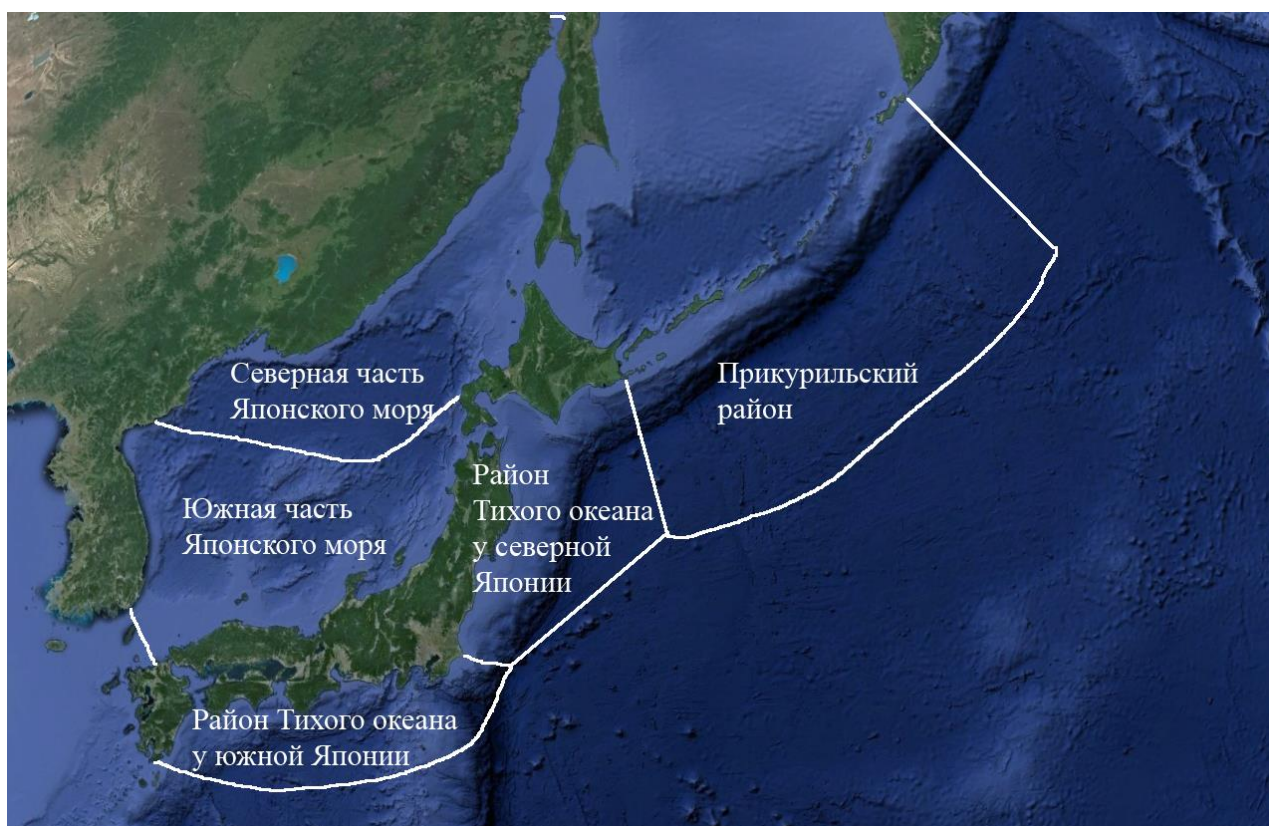 Северная часть
Японского моря
Прикурильский
район
Район
Тихого океана
у северной
Японии
Южная часть
Японского моря
Район Тихого океана
у южной Японии